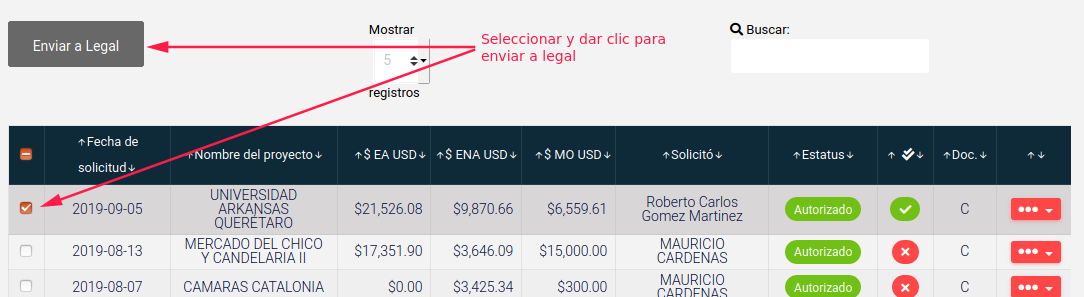 Enviar a Legal
Mostrar
5
registros
Seleccionar y dar clic para
enviar a legal
Buscar:
↑Fecha de
solicitud↓
↑Nombre del proyecto↓
↑$ EA USD↓
↑$ ENA USD↓
↑$ MO USD↓
↑Solicitó↓
↑Estatus↓
↑ ↓
↑Doc.↓
↑↓
2019-09-05
UNIVERSIDAD
ARKANSAS
QUERÉTARO
$21,526.08
$9,870.66
$6,559.61
Roberto Carlos
Gomez Martinez
Autorizado
C
2019-08-13
MERCADO DEL CHICO
Y CANDELARIA II
$17,351.90
$3,646.09
$15,000.00
MAURICIO
CARDENAS
Autorizado
C
2019-08-07
CAMARAS CATALONIA
$0.00
$3,425.34
$300.00
MAURICIO
CARDENAS
Autorizado
C